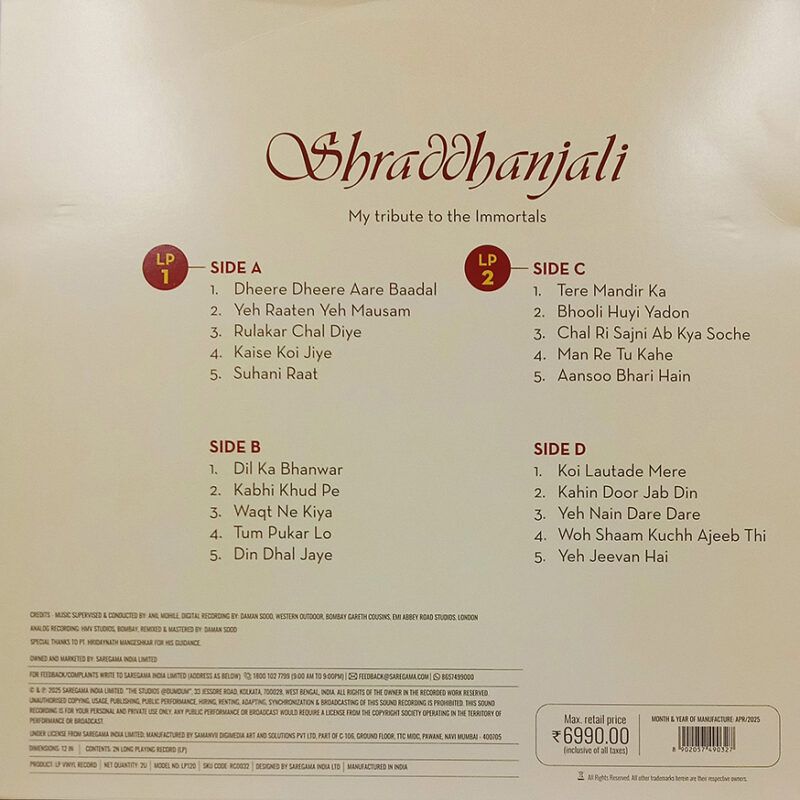 Shraddhanjali
My tribute to the Immortals
LP
1
SIDE A
1. Dheere Dheere Aare Baadal
2. Yeh Raaten Yeh Mausam
3. Rulakar Chal Diye
4. Kaise Koi Jiye
5. Suhani Raat
SIDE B
1. Dil Ka Bhanwar
2. Kabhi Khud Pe
3. Waqt Ne Kiya
4. Tum Pukar Lo
5. Din Dhal Jaye
LP
2
SIDE C
1. Tere Mandir Ka
2. Bhooli Huyi Yadon
3. Chal Ri Sajni Ab Kya Soche
4. Man Re Tu Kahe
5. Aansoo Bhari Hain
SIDE D
1. Koi Lautade Mere
2. Kahin Door Jab Din
3. Yeh Nain Dare Dare
4. Woh Shaam Kuchh Ajeeb Thi
5. Yeh Jeevan Hai
CREDITS - MUSIC SUPERVISED & CONDUCTED BY: ANIL MOHILE, DIGITAL RECORDING BY: DAMAN SOOD, WESTERN OUTDOOR, BOMBAY GARETH COUSINS, EMI ABBEY ROAD STUDIOS, LONDON
ANALOG RECORDING: HMV STUDIOS, BOMBAY, REMIXED & MASTERED BY: DAMAN SOOD
SPECIAL THANKS TO PT. HRIDAYNATH MANGESHKAR FOR HIS GUIDANCE.
OWNED AND MARKETED BY: SAREGAMA INDIA LIMITED
FOR FEEDBACK/COMPLAINTS WRITE TO SAREGAMA INDIA LIMITED (ADDRESS AS BELOW) 1800 102 7799 (9:00 AM TO 9:00PM) | FEEDBACK@SAREGAMA.COM | 8657499000
© & ℗: 2025 SAREGAMA INDIA LIMITED. "THE STUDIOS @DUMDUM", 33 JESSORE ROAD, KOLKATA, 700028, WEST BENGAL, INDIA. ALL RIGHTS OF THE OWNER IN THE RECORDED WORK RESERVED.
UNAUTHORISED COPYING, USAGE, PUBLISHING, PUBLIC PERFORMANCE, HIRING, RENTING, ADAPTING, SYNCHRONIZATION & BROADCASTING OF THIS SOUND RECORDING IS PROHIBITED. THIS SOUND
RECORDING IS FOR YOUR PERSONAL AND PRIVATE USE ONLY. ANY PUBLIC PERFORMANCE OR BROADCAST WOULD REQUIRE A LICENSE FROM THE COPYRIGHT SOCIETY OPERATING IN THE TERRITORY OF
PERFORMANCE OR BROADCAST.
UNDER LICENSE FROM SAREGAMA INDIA LIMITED, MANUFACTURED BY SAMANVII DIGIMEDIA ART AND SOLUTIONS PVT LTD, PART OF C-106, GROUND FLOOR, TTC MIDC, PAWANE, NAVI MUMBAI - 400705
DIMENSIONS: 12 IN | CONTENTS: 2N LONG PLAYING RECORD (LP)
PRODUCT: LP VINYL RECORD | NET QUANTITY: 2U | MODEL NO: LP120 | SKU CODE: RCO032 | DESIGNED BY SAREGAMA INDIA LTD | MANUFACTURED IN INDIA
Max. retail price
₹6990.00
(inclusive of all taxes)
MONTH & YEAR OF MANUFACTURE: APR/2025
8 902057 490327
All Rights Reserved. All other trademarks herein are their respective owners.